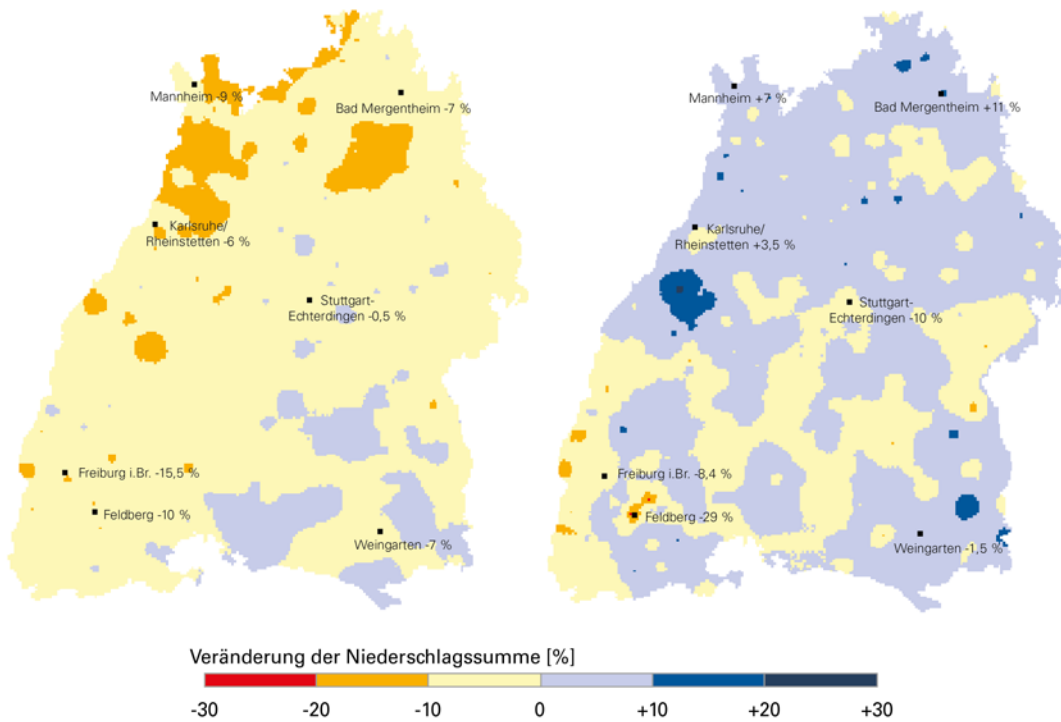 Mannheim -9 %
Bad Mergentheim -7 %
Karlsruhe/
Rheinstetten -6 %
Stuttgart-
Echterdingen -0,5 %
Freiburg i.Br. -15,5 %
Feldberg -10 %
Weingarten -7 %
Mannheim +7 %
Bad Mergentheim +11 %
Karlsruhe/
Rheinstetten +3,5 %
Stuttgart-
Echterdingen -10 %
Freiburg i.Br. -8,4 %
Feldberg -29 %
Weingarten -1,5 %
Veränderung der Niederschlagssumme [%]
-30 -20 -10 0 +10 +20 +30